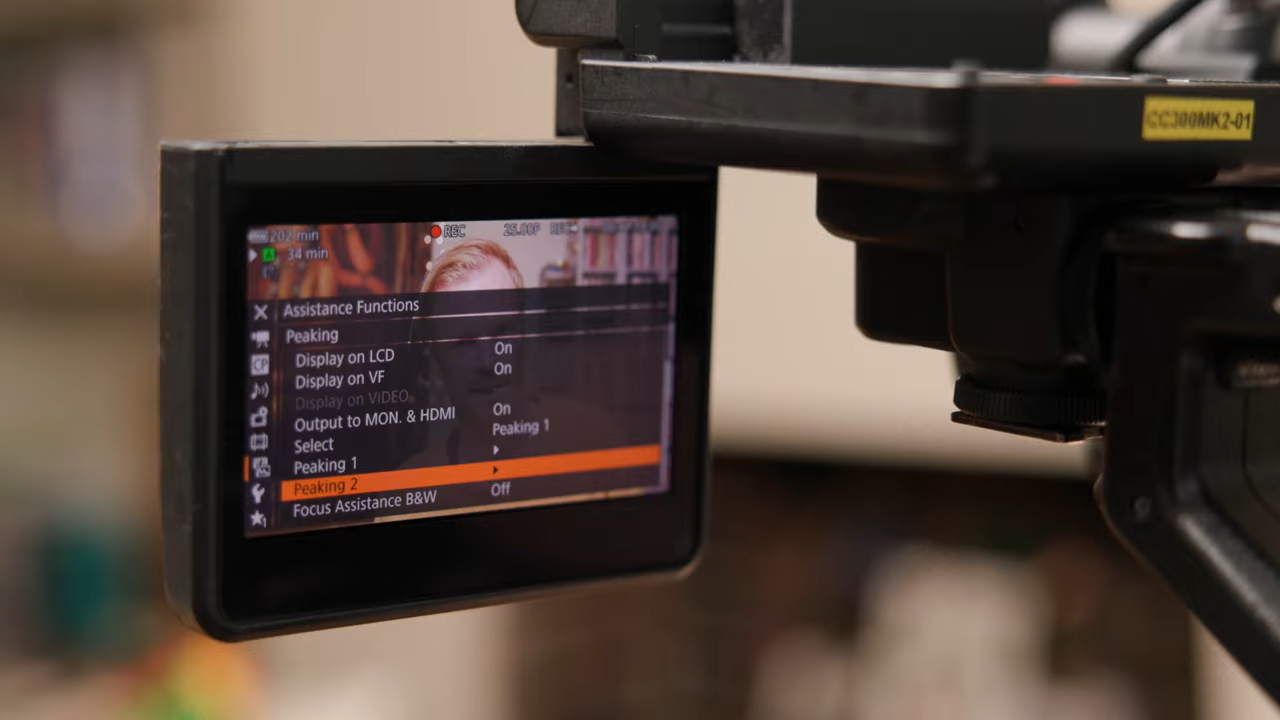 CC300MK2-01
202 min
REC
25.00P
A 34 min
Assistance Functions
Peaking
Display on LCD On
Display on VF On
Display on VIDEO
Output to MON. & HDMI On
Select Peaking 1
Peaking 1
Peaking 2
Focus Assistance B&W Off
CP